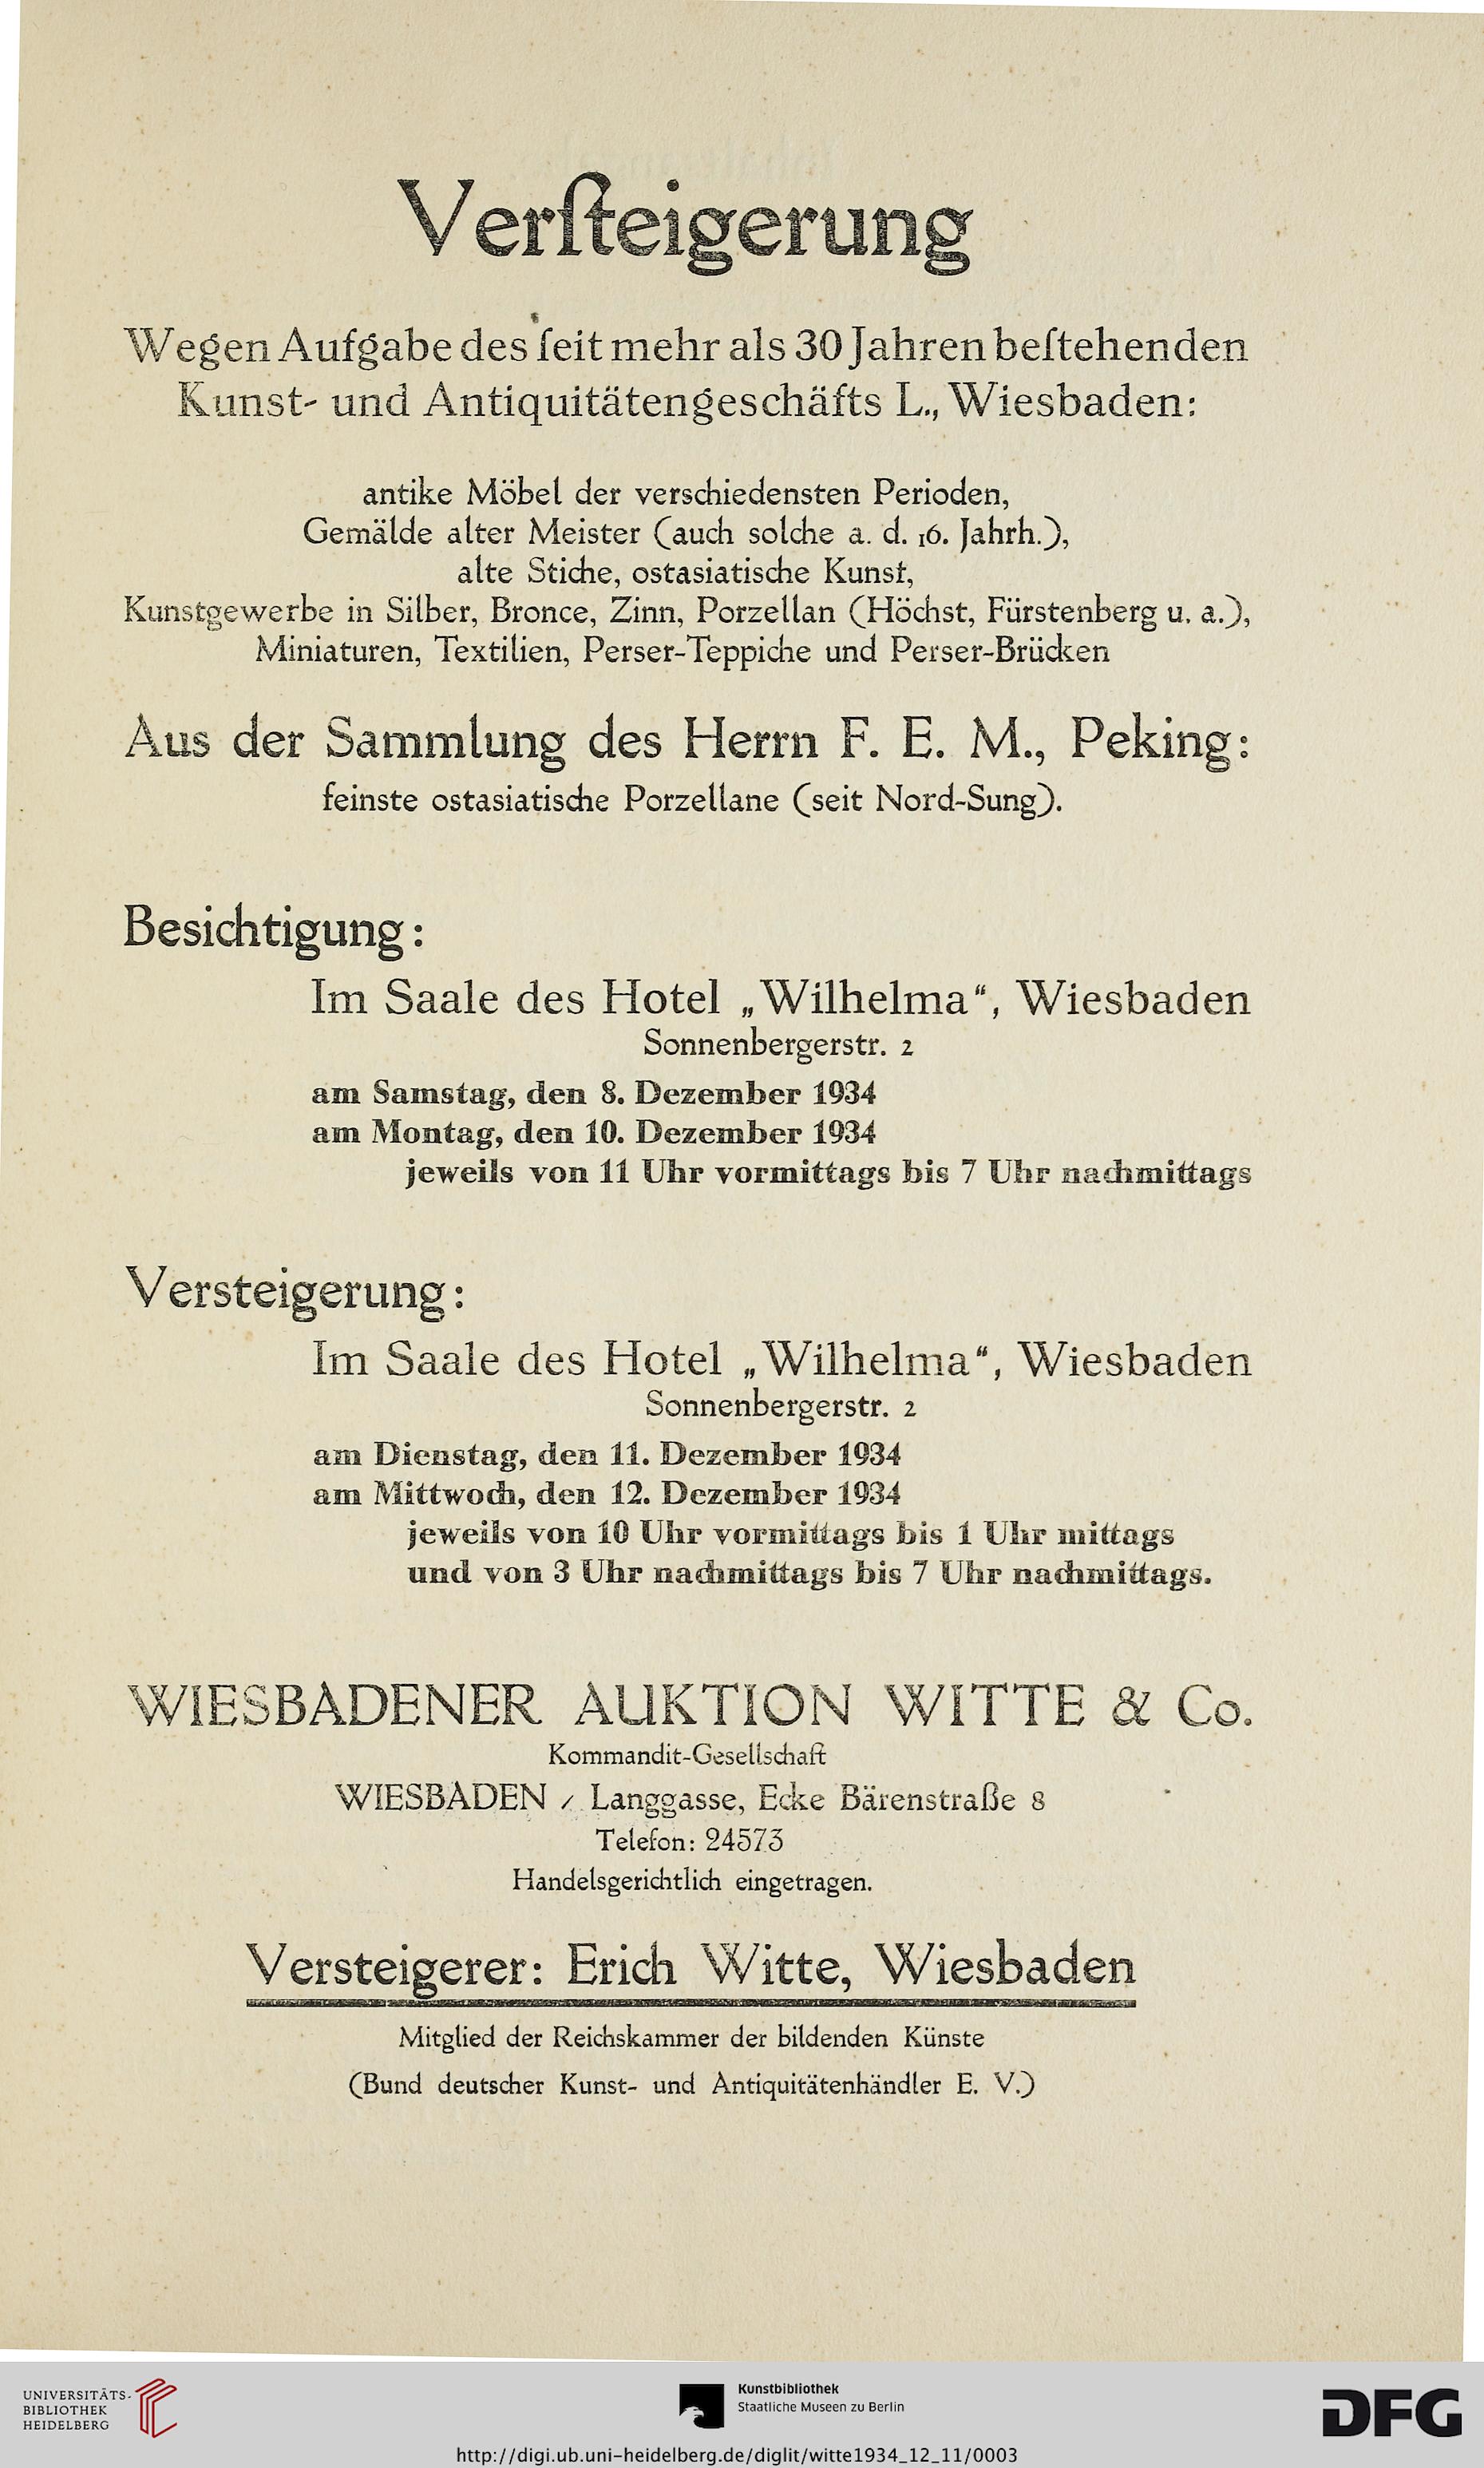 Verſteigerung
Wegen Aufgabe des ſeit mehr als 30 Jahren beſtehenden
Kunst- und Antiquitätengeschäfts L., Wiesbaden:
antike Möbel der verschiedensten Perioden,
Gemälde alter Meister (auch solche a. d. 16. Jahrh.),
alte Stiche, ostasiatische Kunst,
Kunstgewerbe in Silber, Bronce, Zinn, Porzellan (Höchst, Fürstenberg u. a.),
Miniaturen, Textilien, Perser-Teppiche und Perser-Brücken
Aus der Sammlung des Herrn F. E. M., Peking:
feinste ostasiatische Porzellane (seit Nord-Sung).
Besichtigung:
Im Saale des Hotel „Wilhelma“, Wiesbaden
Sonnenbergerstr. 2
am Samstag, den 8. Dezember 1934
am Montag, den 10. Dezember 1934
jeweils von 11 Uhr vormittags bis 7 Uhr nachmittags
Versteigerung:
Im Saale des Hotel „Wilhelma“, Wiesbaden
Sonnenbergerstr. 2
am Dienstag, den 11. Dezember 1934
am Mittwoch, den 12. Dezember 1934
jeweils von 10 Uhr vormittags bis 1 Uhr mittags
und von 3 Uhr nachmittags bis 7 Uhr nachmittags.
WIESBADENER AUKTION WITTE & Co.
Kommandit-Gesellschaft
WIESBADEN / Langgasse, Ecke Bärenstraße 8
Telefon: 24573
Handelsgerichtlich eingetragen.
Versteigerer: Erich Witte, Wiesbaden
Mitglied der Reichskammer der bildenden Künste
(Bund deutscher Kunst- und Antiquitätenhändler E. V.)
UNIVERSITÄTS-
BIBLIOTHEK
HEIDELBERG
Kunstbibliothek
Staatliche Museen zu Berlin
DFG
http://digi.ub.uni-heidelberg.de/diglit/witte1934_12_11/0003